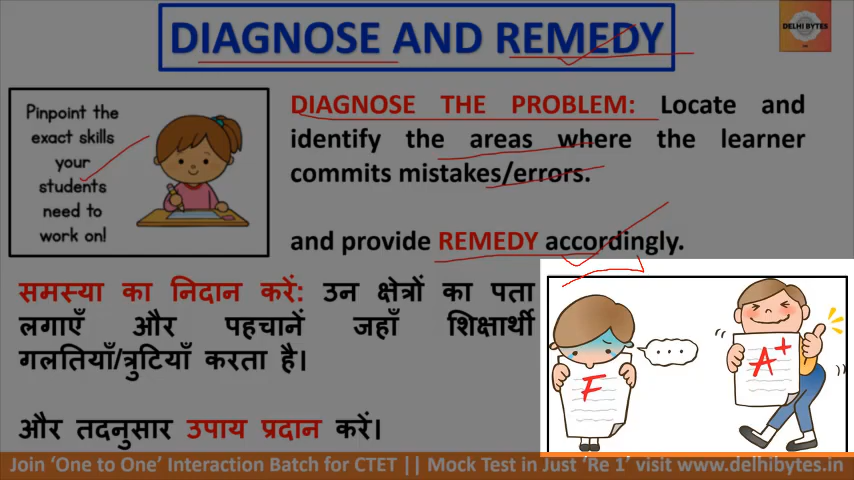 DIAGNOSE AND REMEDY
DELHI BYTES
Pinpoint the
exact skills
your
students
need to
work on!
DIAGNOSE THE PROBLEM: Locate and
identify the areas where the learner
commits mistakes/errors.
and provide REMEDY accordingly.
समस्या का निदान करें: उन क्षेत्रों का पता
लगाएँ और पहचानें जहाँ शिक्षार्थी
गलतियाँ/त्रुटियाँ करता है।
और तदनुसार उपाय प्रदान करें।
F
...
A+
Join ‘One to One’ Interaction Batch for CTET || Mock Test in Just ‘Re 1’ visit www.delhibytes.in